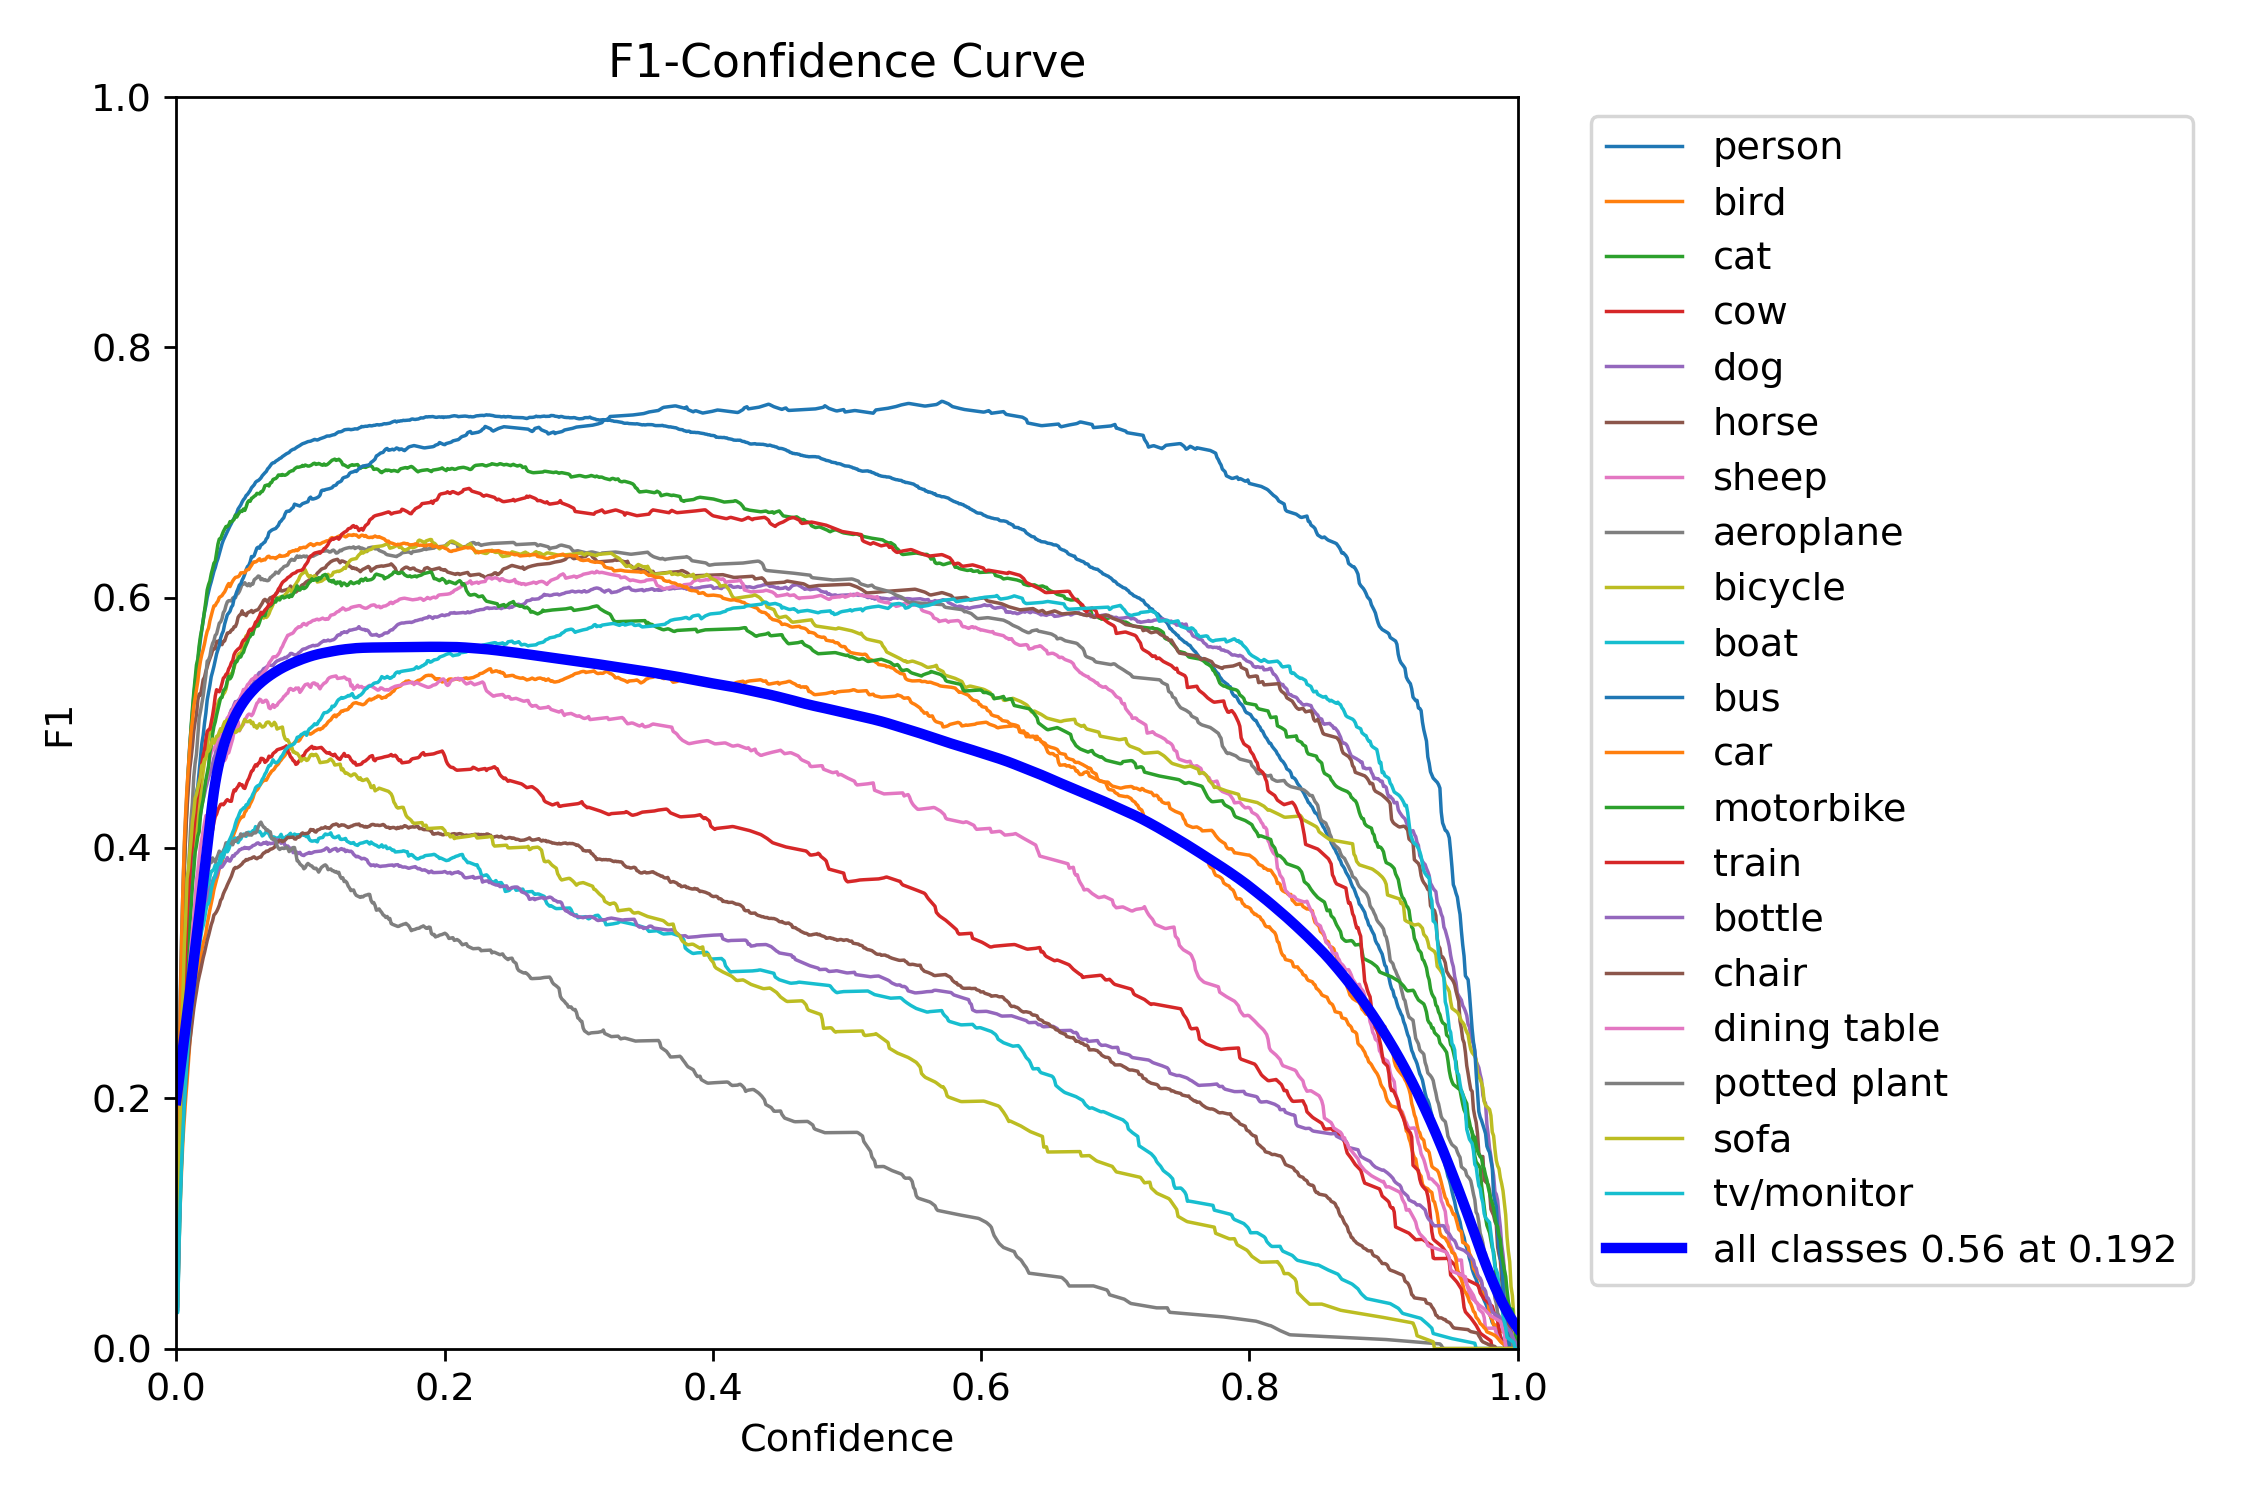 F1-Confidence Curve
1.0
0.8
0.6
0.4
0.2
0.0
F1
0.0 0.2 0.4 0.6 0.8 1.0
Confidence
person
bird
cat
cow
dog
horse
sheep
aeroplane
bicycle
boat
bus
car
motorbike
train
bottle
chair
dining table
potted plant
sofa
tv/monitor
all classes 0.56 at 0.192